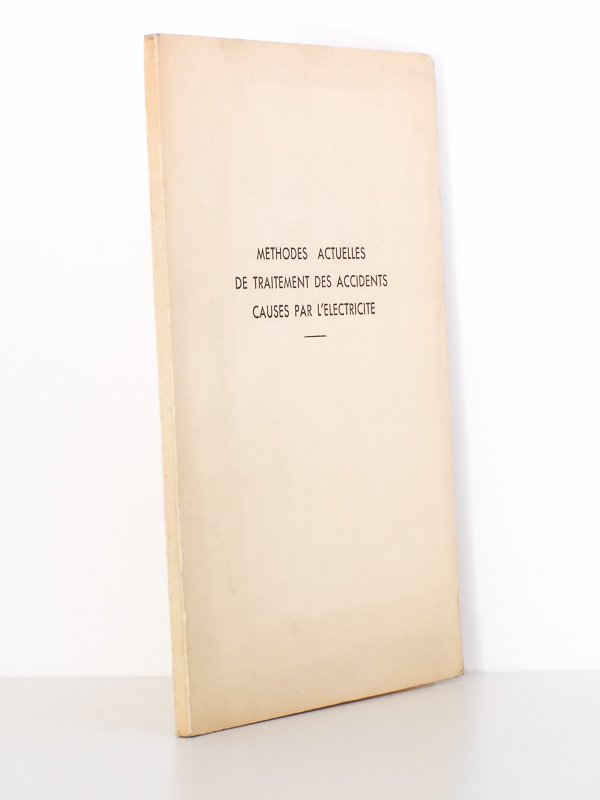 METHODES ACTUELLES
DE TRAITEMENT DES ACCIDENTS
CAUSES PAR L'ELECTRICITE